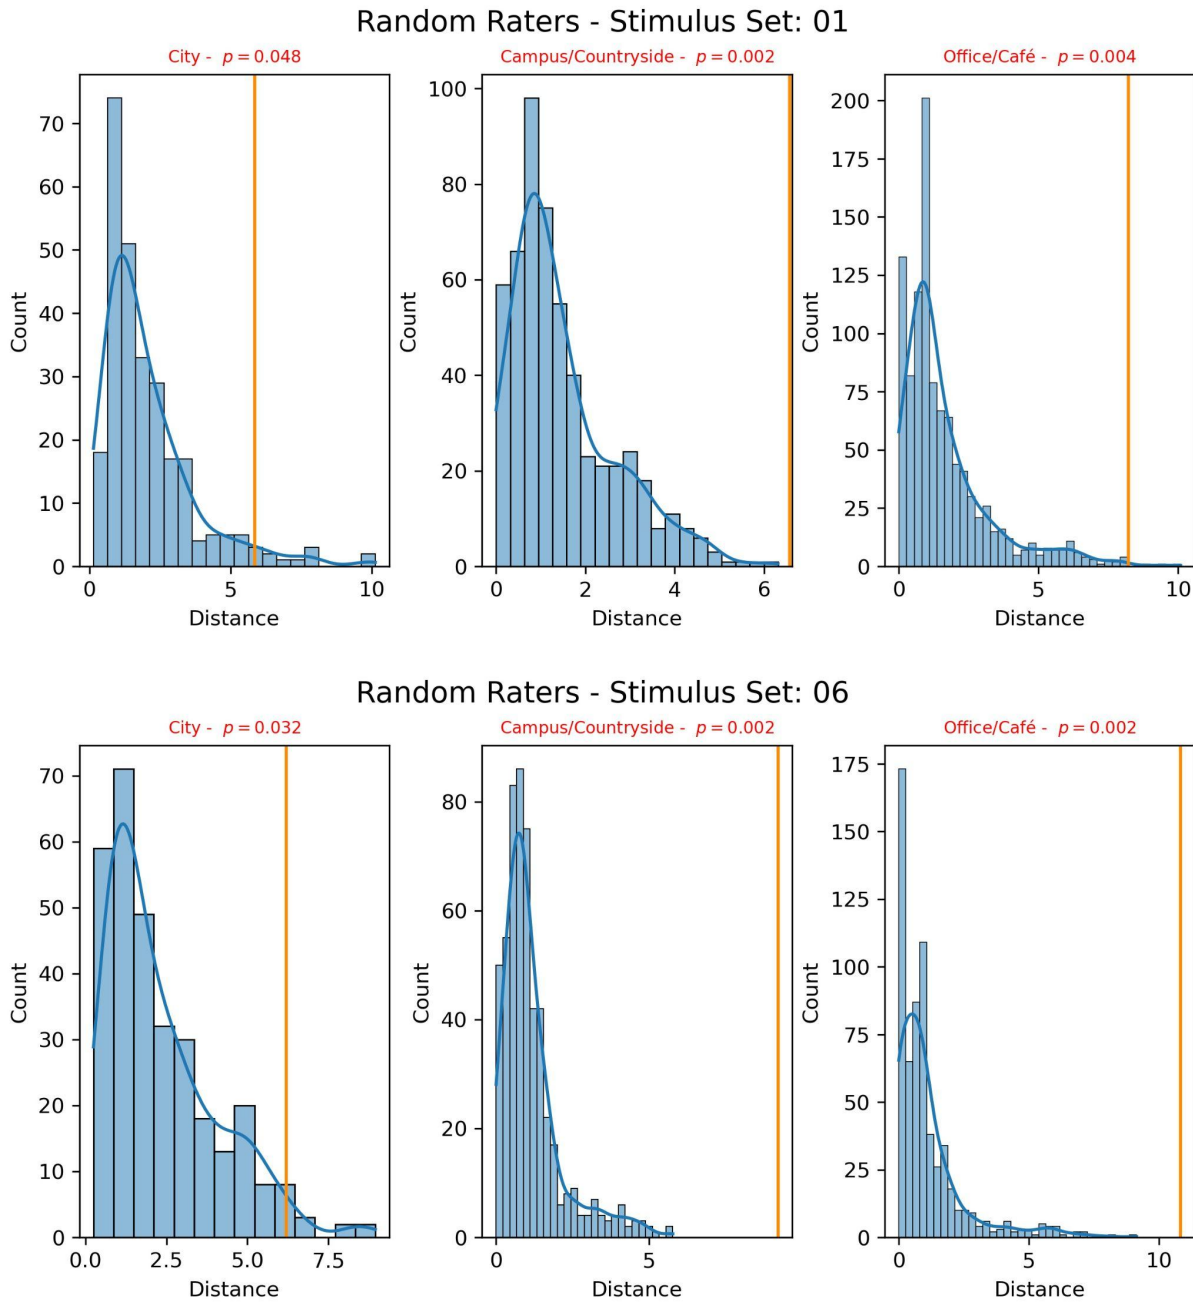 Random Raters - Stimulus Set: 01
City - p = 0.048
Campus/Countryside - p = 0.002
Office/Café - p = 0.004
70
60
50
40
30
20
10
0
Count
0 5 10
Distance
100
80
60
40
20
0
Count
0 2 4 6
Distance
200
175
150
125
100
75
50
25
0
Count
0 5 10
Distance
Random Raters - Stimulus Set: 06
City - p = 0.032
Campus/Countryside - p = 0.002
Office/Café - p = 0.002
70
60
50
40
30
20
10
0
Count
0.0 2.5 5.0 7.5
Distance
80
60
40
20
0
Count
0 5
Distance
175
150
125
100
75
50
25
0
Count
0 5 10
Distance